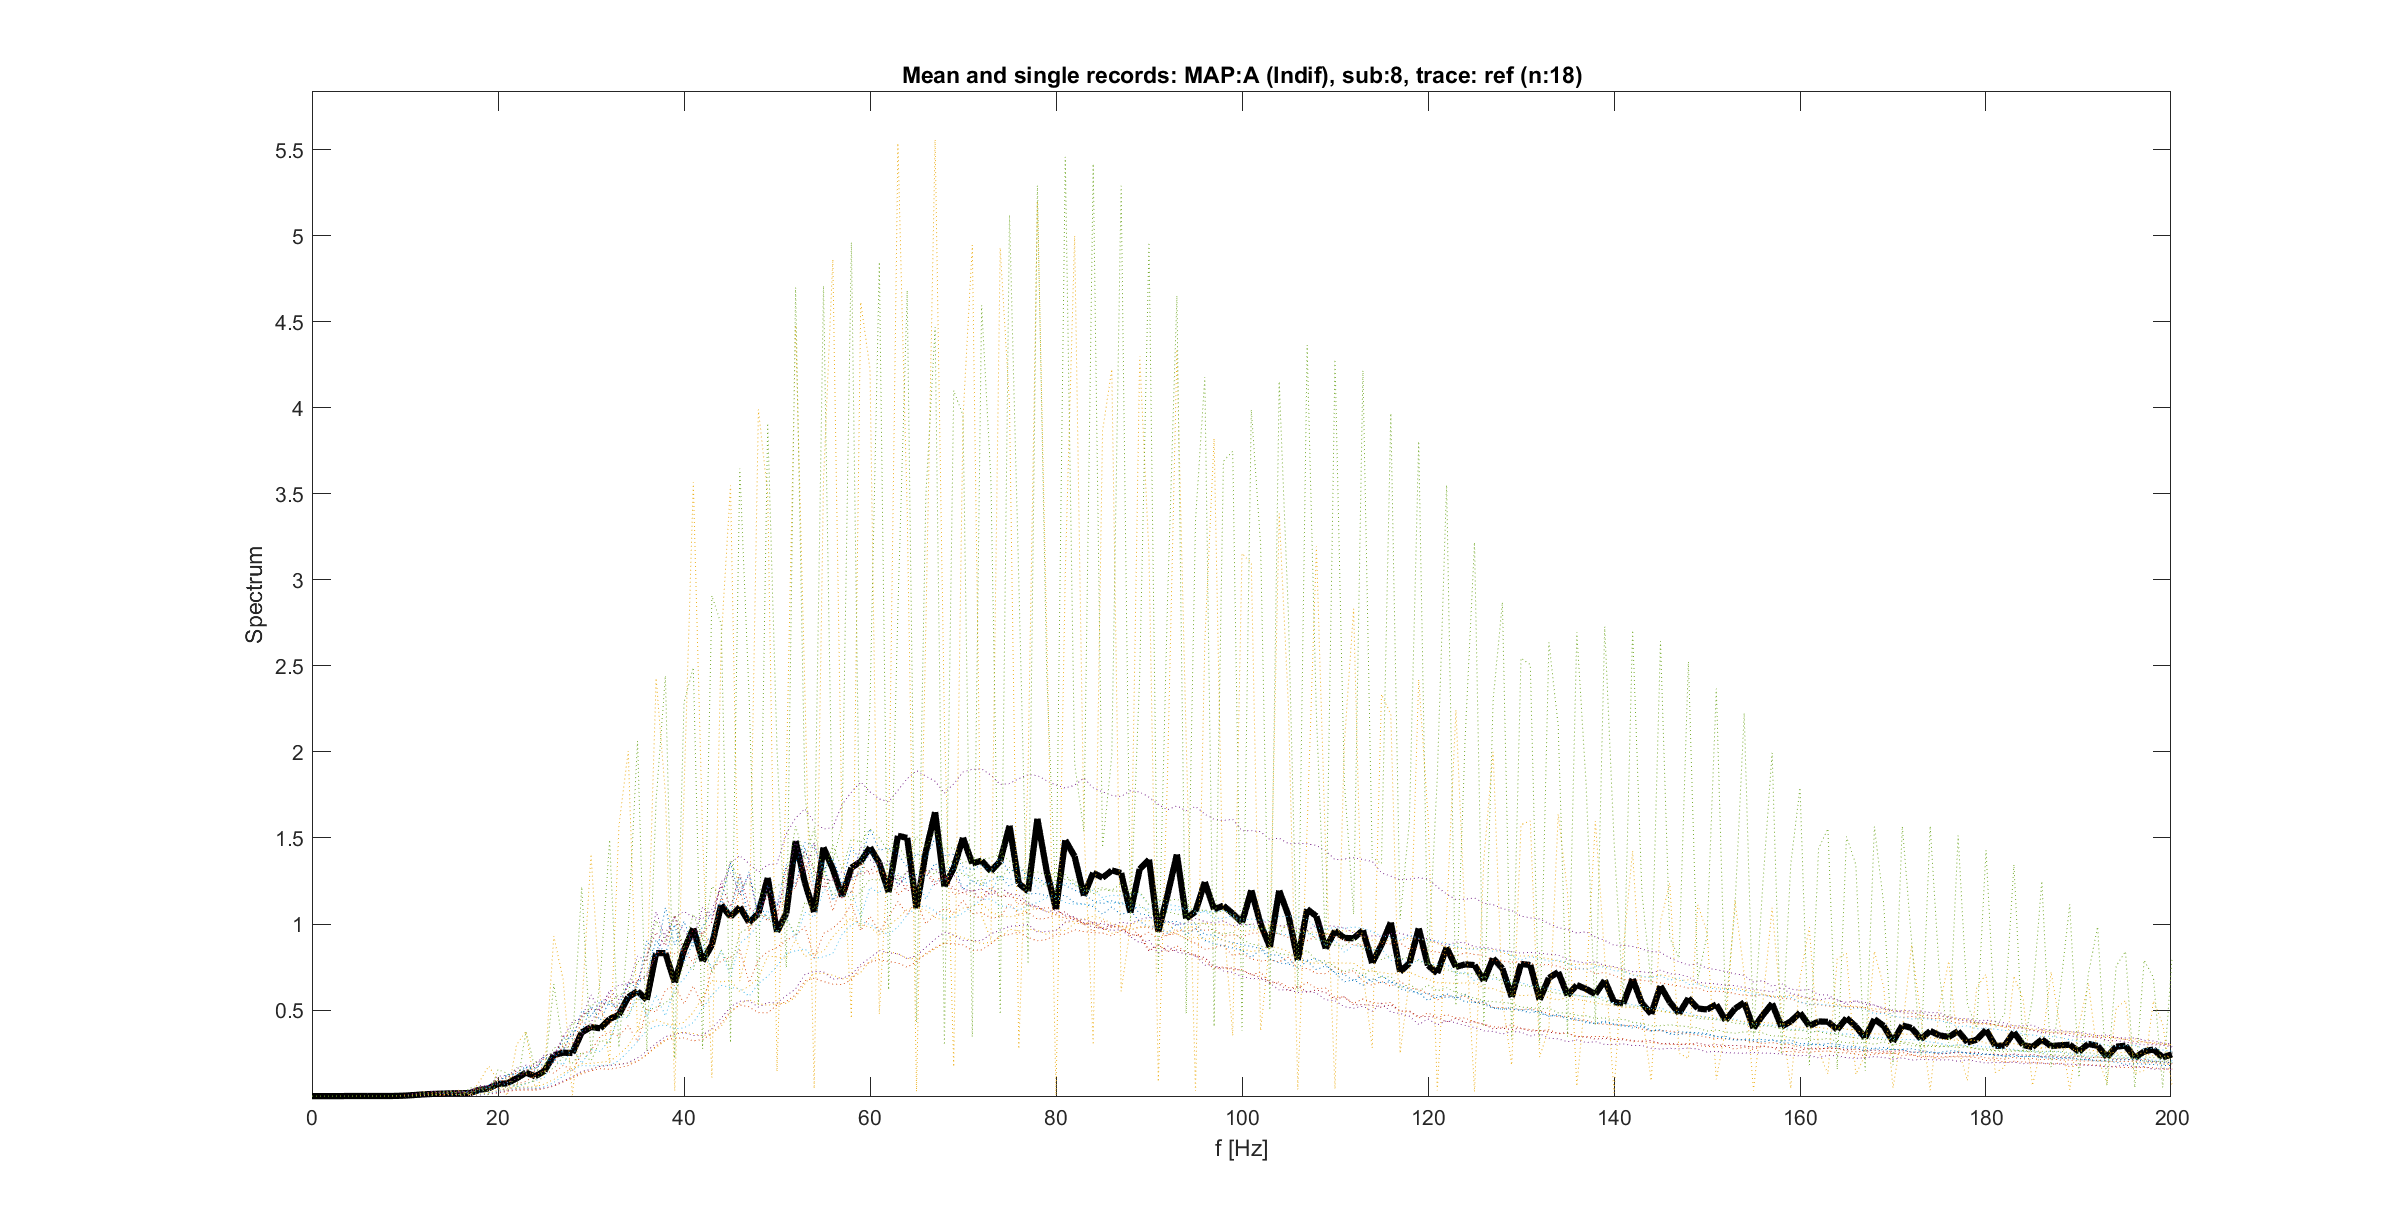 Mean and single records: MAP:A (Indif), sub:8, trace: ref (n:18)
5.5
5
4.5
4
3.5
3
2.5
2
1.5
1
0.5
Spectrum
0 20 40 60 80 100 120 140 160 180 200
f [Hz]